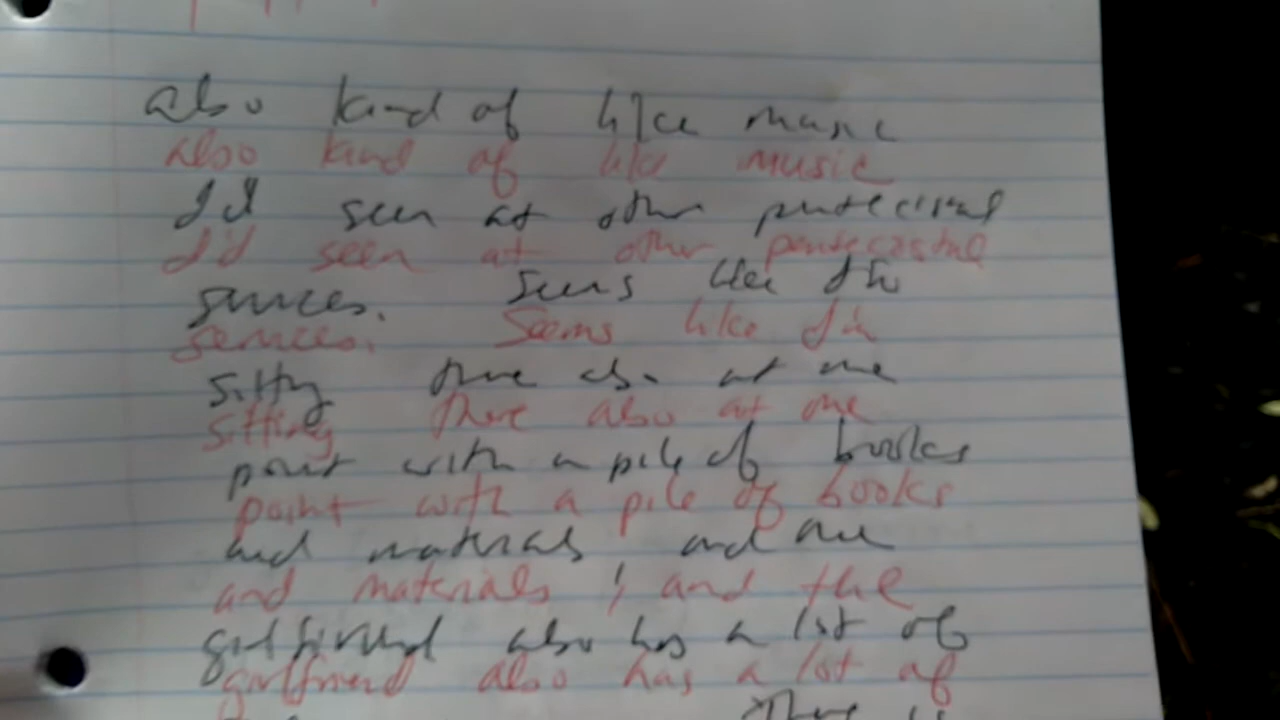 also kind of like music
also kind of like music
I'd seen at other pentecostal
I'd seen at other pentecostal
services. Seems like I'm
services. Seems like I'm
sitting there also at one
sitting there also at one
point with a pile of books
point with a pile of books
and materials and the
and materials ; and the
girlfriend also has a lot of
girlfriend also has a lot of
There is